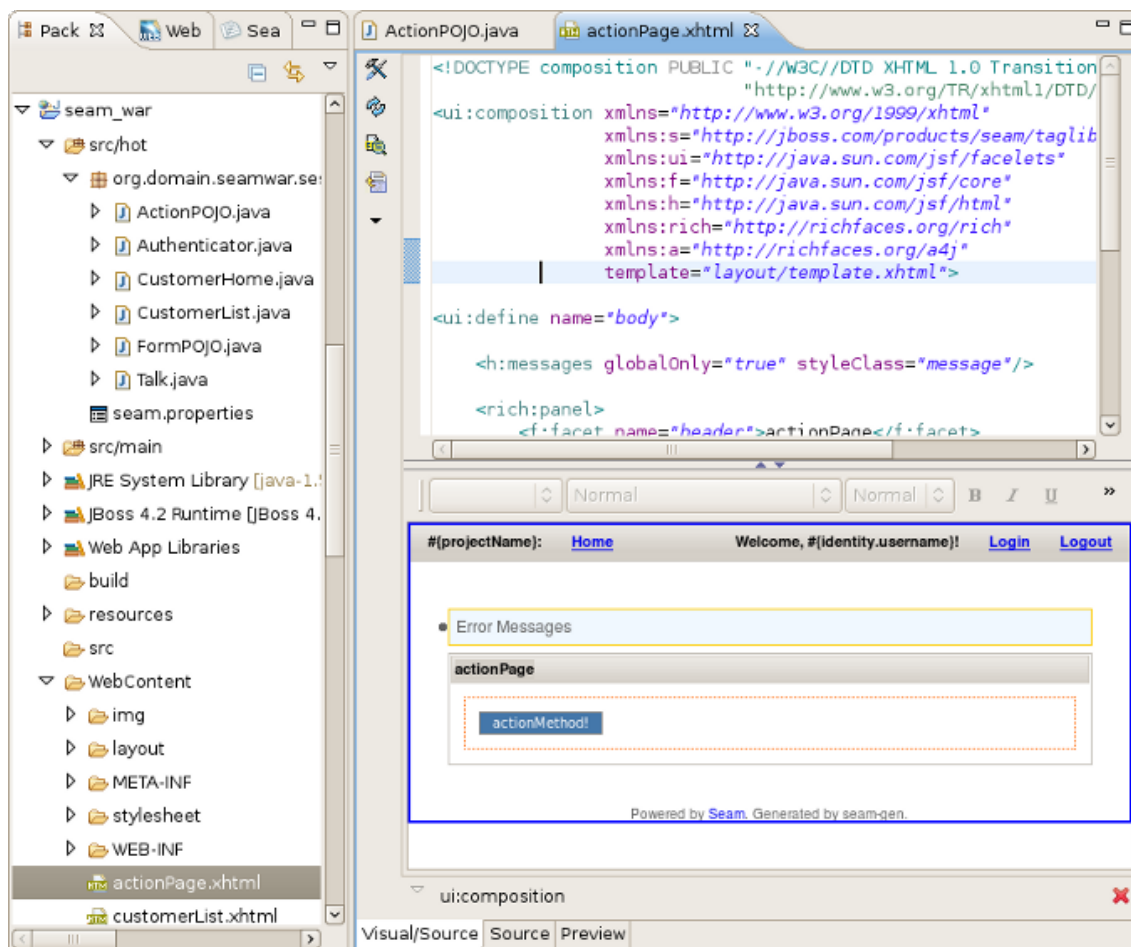 Pack Web Sea
seam_war
src/hot
org.domain.seamwar.se
ActionPOJO.java
Authenticator.java
CustomerHome.java
CustomerList.java
FormPOJO.java
Talk.java
seam.properties
src/main
JRE System Library [java-1.
JBoss 4.2 Runtime [JBoss 4.
Web App Libraries
build
resources
src
WebContent
img
layout
META-INF
stylesheet
WEB-INF
actionPage.xhtml
customerList.xhtml
ActionPOJO.java actionPage.xhtml
<!DOCTYPE composition PUBLIC "-//W3C//DTD XHTML 1.0 Transition
"http://www.w3.org/TR/xhtml1/DTD/
<ui:composition xmlns="http://www.w3.org/1999/xhtml"
xmlns:s="http://jboss.com/products/seam/taglib
xmlns:ui="http://java.sun.com/jsf/facelets"
xmlns:f="http://java.sun.com/jsf/core"
xmlns:h="http://java.sun.com/jsf/html"
xmlns:rich="http://richfaces.org/rich"
xmlns:a="http://richfaces.org/a4j"
template="layout/template.xhtml">
<ui:define name="body">
<h:messages globalOnly="true" styleClass="message"/>
<rich:panel>
<f:facet name="header">actionPage</f:facet>
Normal Normal B I U »
#{projectName}: Home Welcome, #{identity.username}! Login Logout
Error Messages
actionPage
actionMethod!
Powered by Seam. Generated by seam-gen.
ui:composition
Visual/Source Source Preview